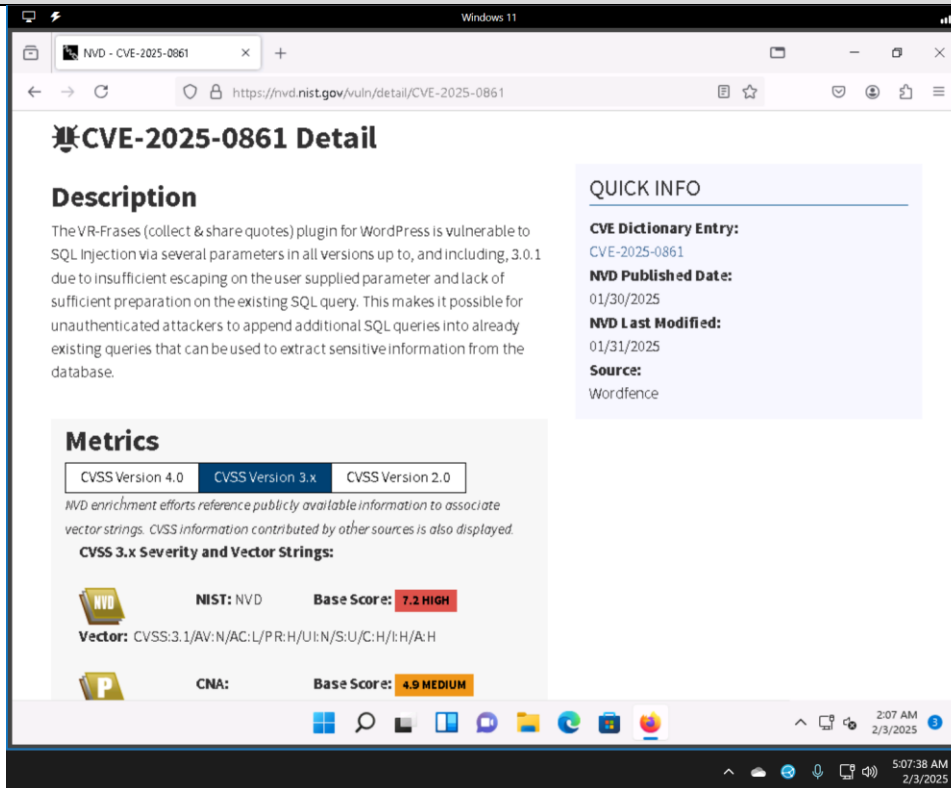 Windows 11
NVD - CVE-2025-0861
https://nvd.nist.gov/vuln/detail/CVE-2025-0861
CVE-2025-0861 Detail
Description
The VR-Frases (collect & share quotes) plugin for WordPress is vulnerable to
SQL Injection via several parameters in all versions up to, and including, 3.0.1
due to insufficient escaping on the user supplied parameter and lack of
sufficient preparation on the existing SQL query. This makes it possible for
unauthenticated attackers to append additional SQL queries into already
existing queries that can be used to extract sensitive information from the
database.
QUICK INFO
CVE Dictionary Entry:
CVE-2025-0861
NVD Published Date:
01/30/2025
NVD Last Modified:
01/31/2025
Source:
Wordfence
Metrics
CVSS Version 4.0 CVSS Version 3.x CVSS Version 2.0
NVD enrichment efforts reference publicly available information to associate
vector strings. CVSS information contributed by other sources is also displayed.
CVSS 3.x Severity and Vector Strings:
NVD NIST: NVD Base Score: 7.2 HIGH
Vector: CVSS:3.1/AV:N/AC:L/PR:H/UI:N/S:U/C:H/I:H/A:H
P CNA: Base Score: 4.9 MEDIUM
2:07 AM
2/3/2025
3
5:07:38 AM
2/3/2025